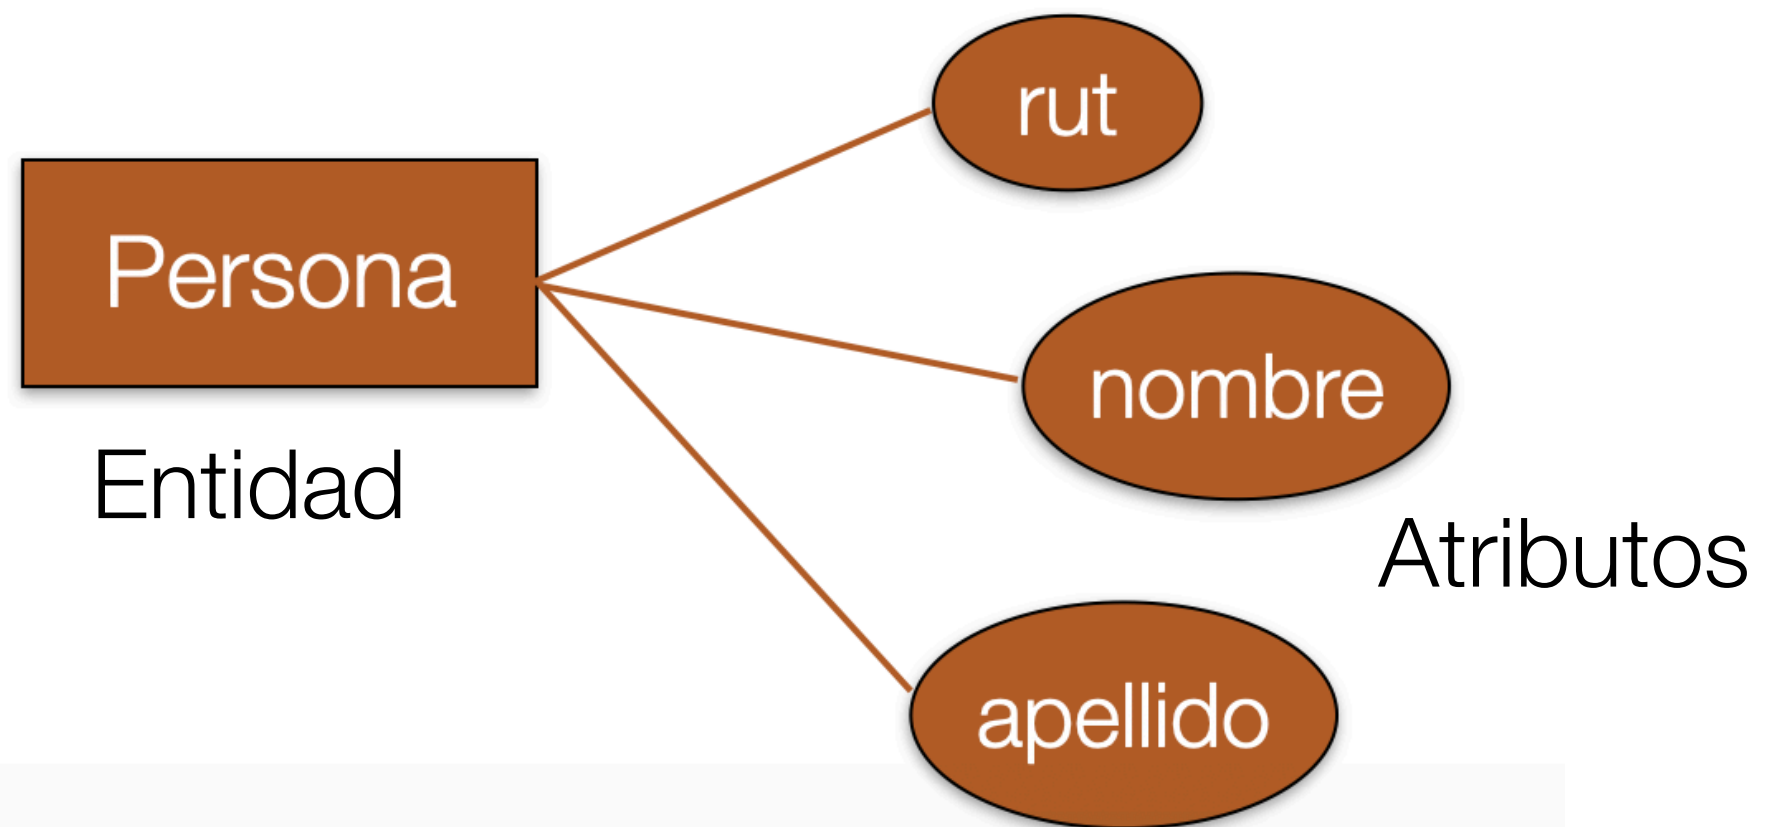 rut
Persona
nombre
Entidad
Atributos
apellido